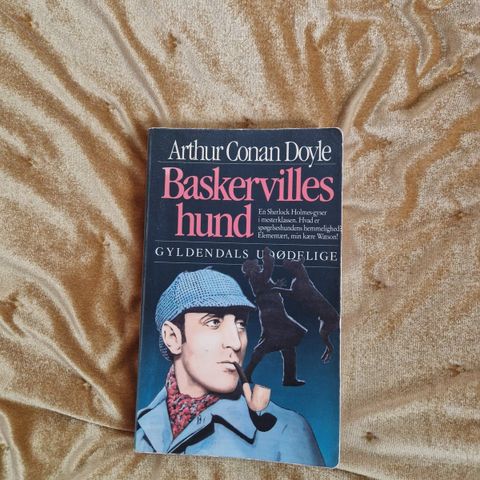 Arthur Conan Doyle
Baskervilles
hund
En Sherlock Holmes-gyser
i mesterklassen. Hvad er
spøgelseshundens hemmelighed?
Elementært, min kære Watson!
GYLDENDALS UDØDELIGE